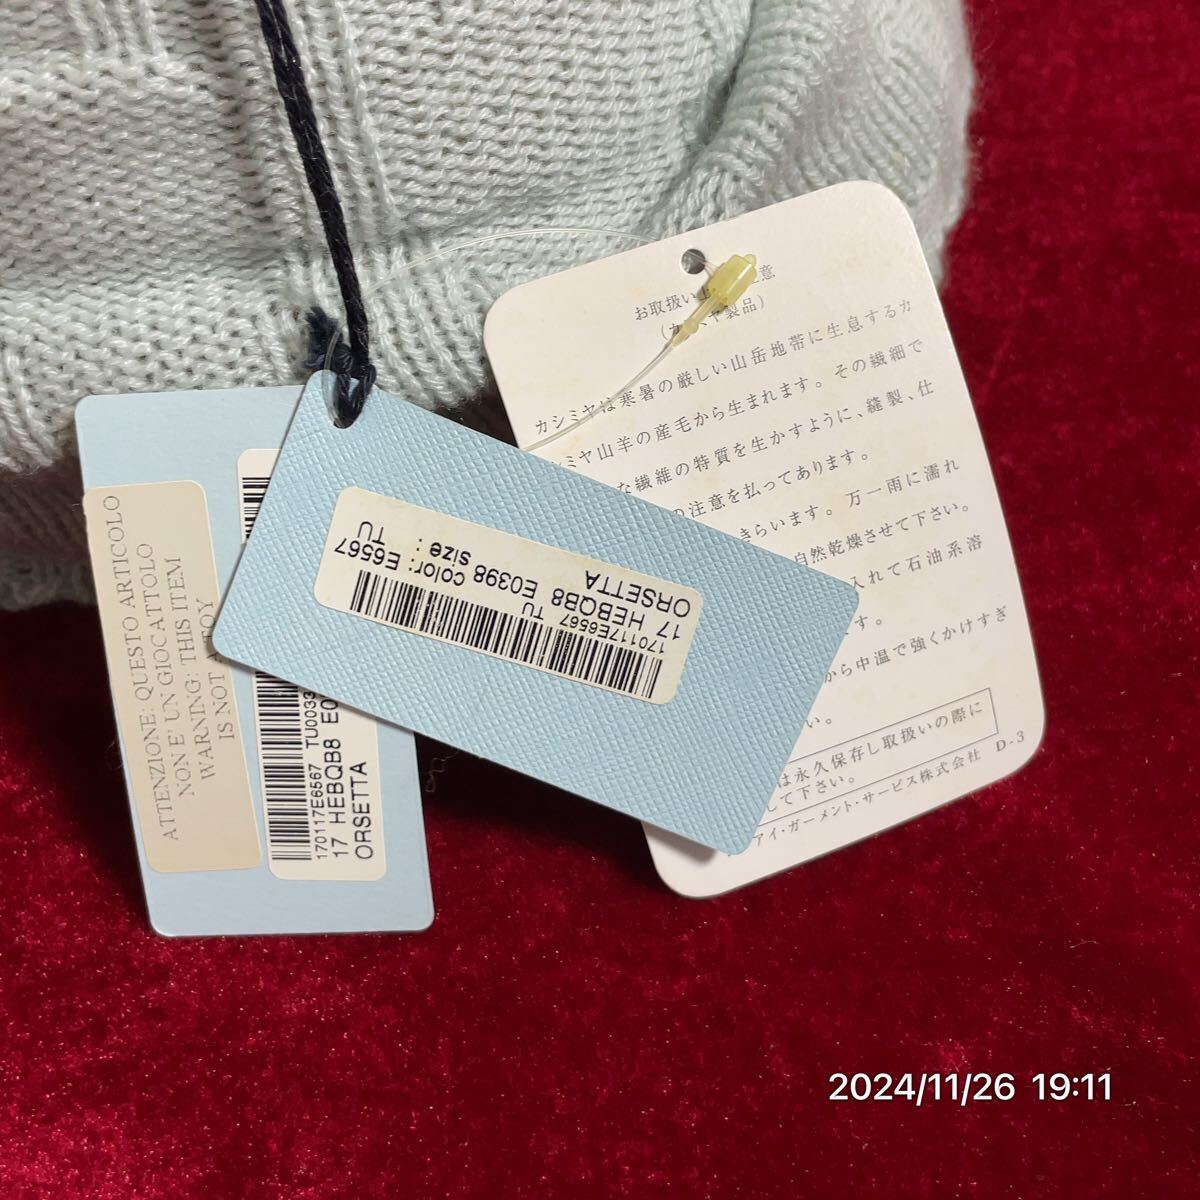 ATTENZIONE: QUESTO ARTICOLO
NON E' UN GIOCATTOLO
WARNING: THIS ITEM
IS NOT TOY
170117E6567 TU0033
17 HEBQB8 E0
ORSETTA
170117E6567 TU
17 HEBQB8 E0398 color: E6567
ORSETTA size: TU
お取扱い上 意
ヤ製品)
カシミヤは寒暑の厳しい山岳地帯に生息するカ
ミヤ山羊の産毛から生まれます。その繊細で
な繊維の特質を生かすように、縫製、仕
の注意を払ってあります。
きらいます。万一雨に濡れ
自然乾燥させて下さい。
入れて石油系溶
す。
から中温で強くかけすぎ
い。
は永久保存し取扱いの際に
して下さい。
アイ・ガーメント・サービス株式会社 D-3
2024/11/26 19:11